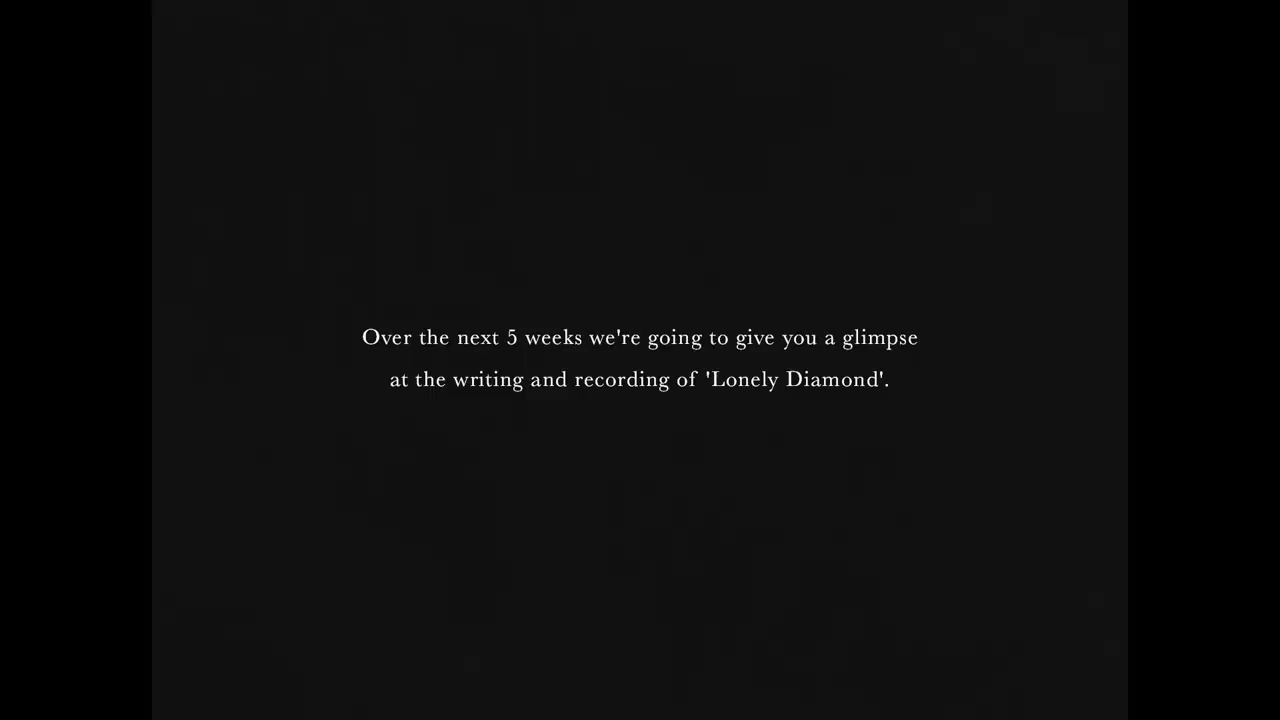 Over the next 5 weeks we're going to give you a glimpse
at the writing and recording of 'Lonely Diamond'.